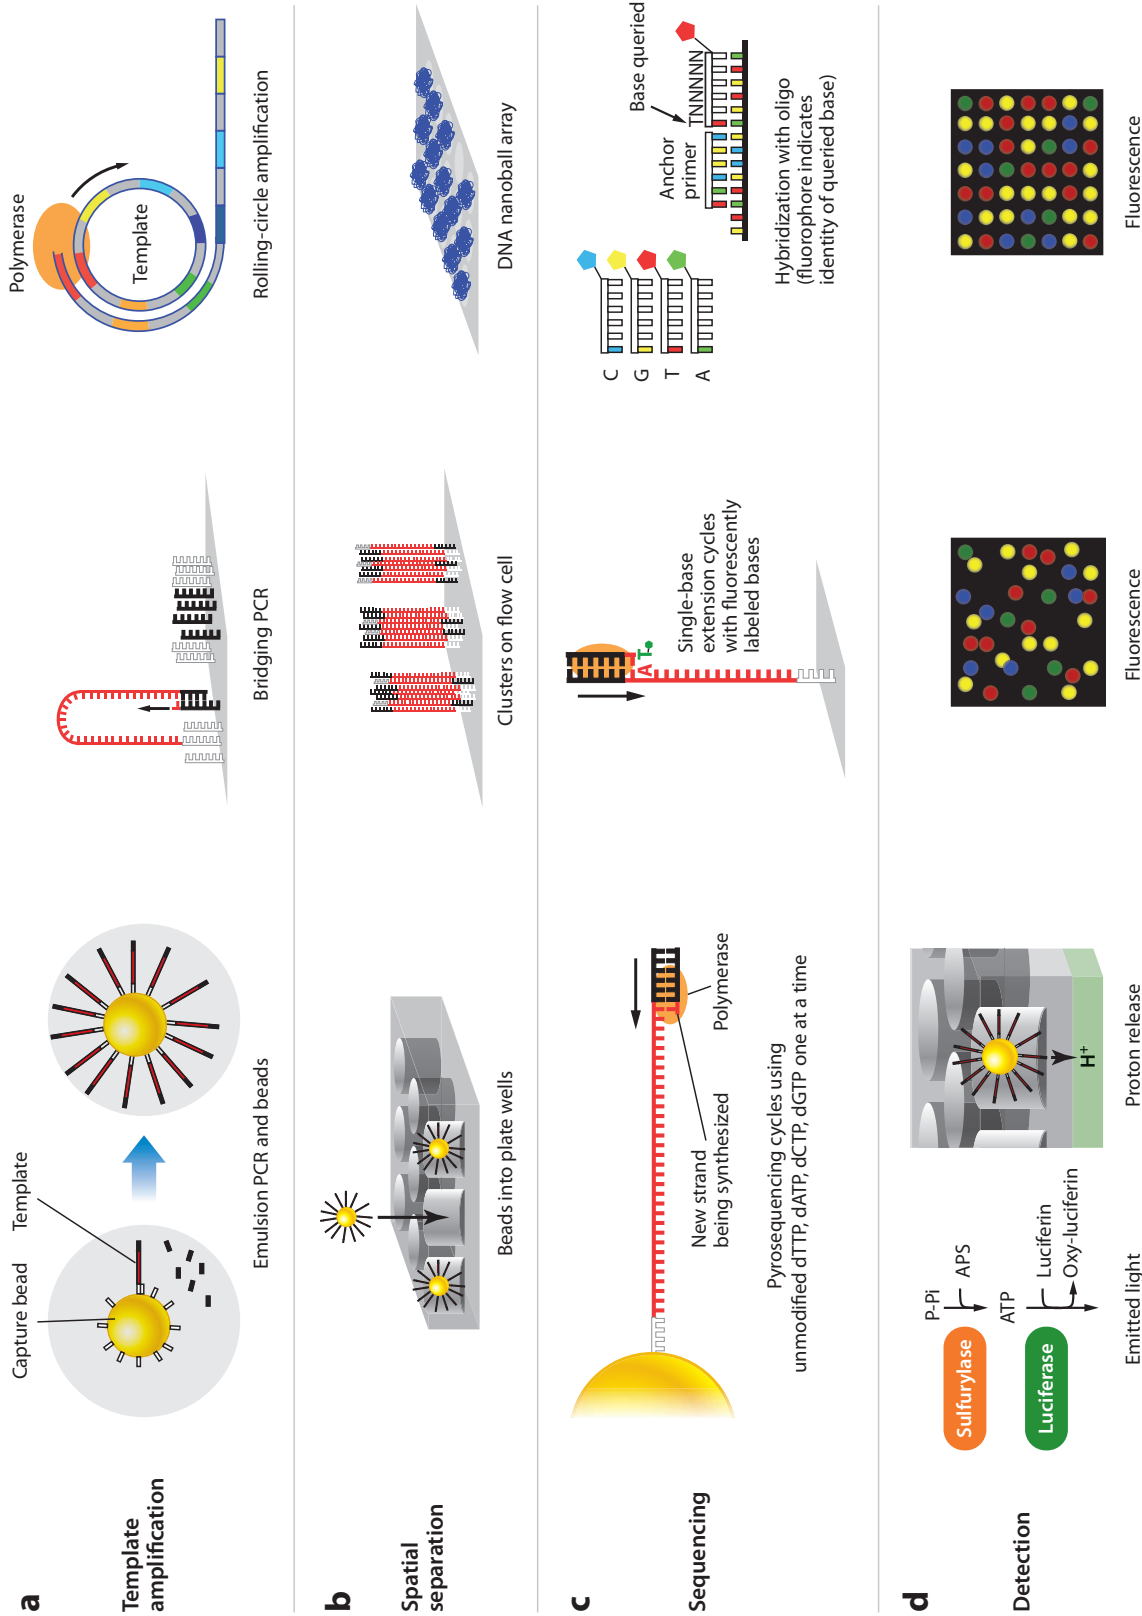 a
Template
amplification
Capture bead
Template
Emulsion PCR and beads
Bridging PCR
Polymerase
Template
Rolling-circle amplification
b
Spatial
separation
Beads into plate wells
Clusters on flow cell
DNA nanoball array
c
Sequencing
New strand
being synthesized
Polymerase
Pyrosequencing cycles using
unmodified dTTP, dATP, dCTP, dGTP one at a time
A
T
Single-base
extension cycles
with fluorescently
labeled bases
C
G
T
A
Anchor
primer
Base queried
TNNNNNN
Hybridization with oligo
(fluorophore indicates
identity of queried base)
d
Detection
Sulfurylase
P-Pi
APS
ATP
Luciferase
Luciferin
Oxy-luciferin
Emitted light
H+
Proton release
Fluorescence
Fluorescence